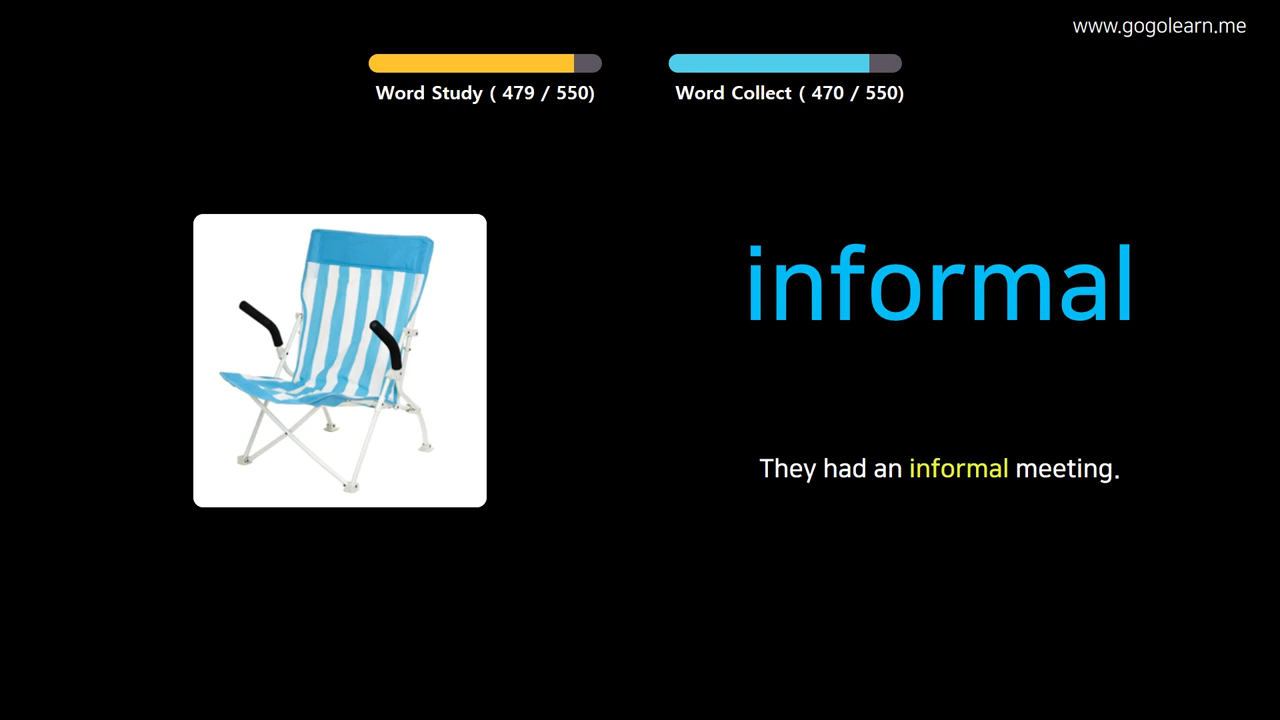 www.gogolearn.me
Word Study ( 479 / 550)
Word Collect ( 470 / 550)
informal
They had an informal meeting.